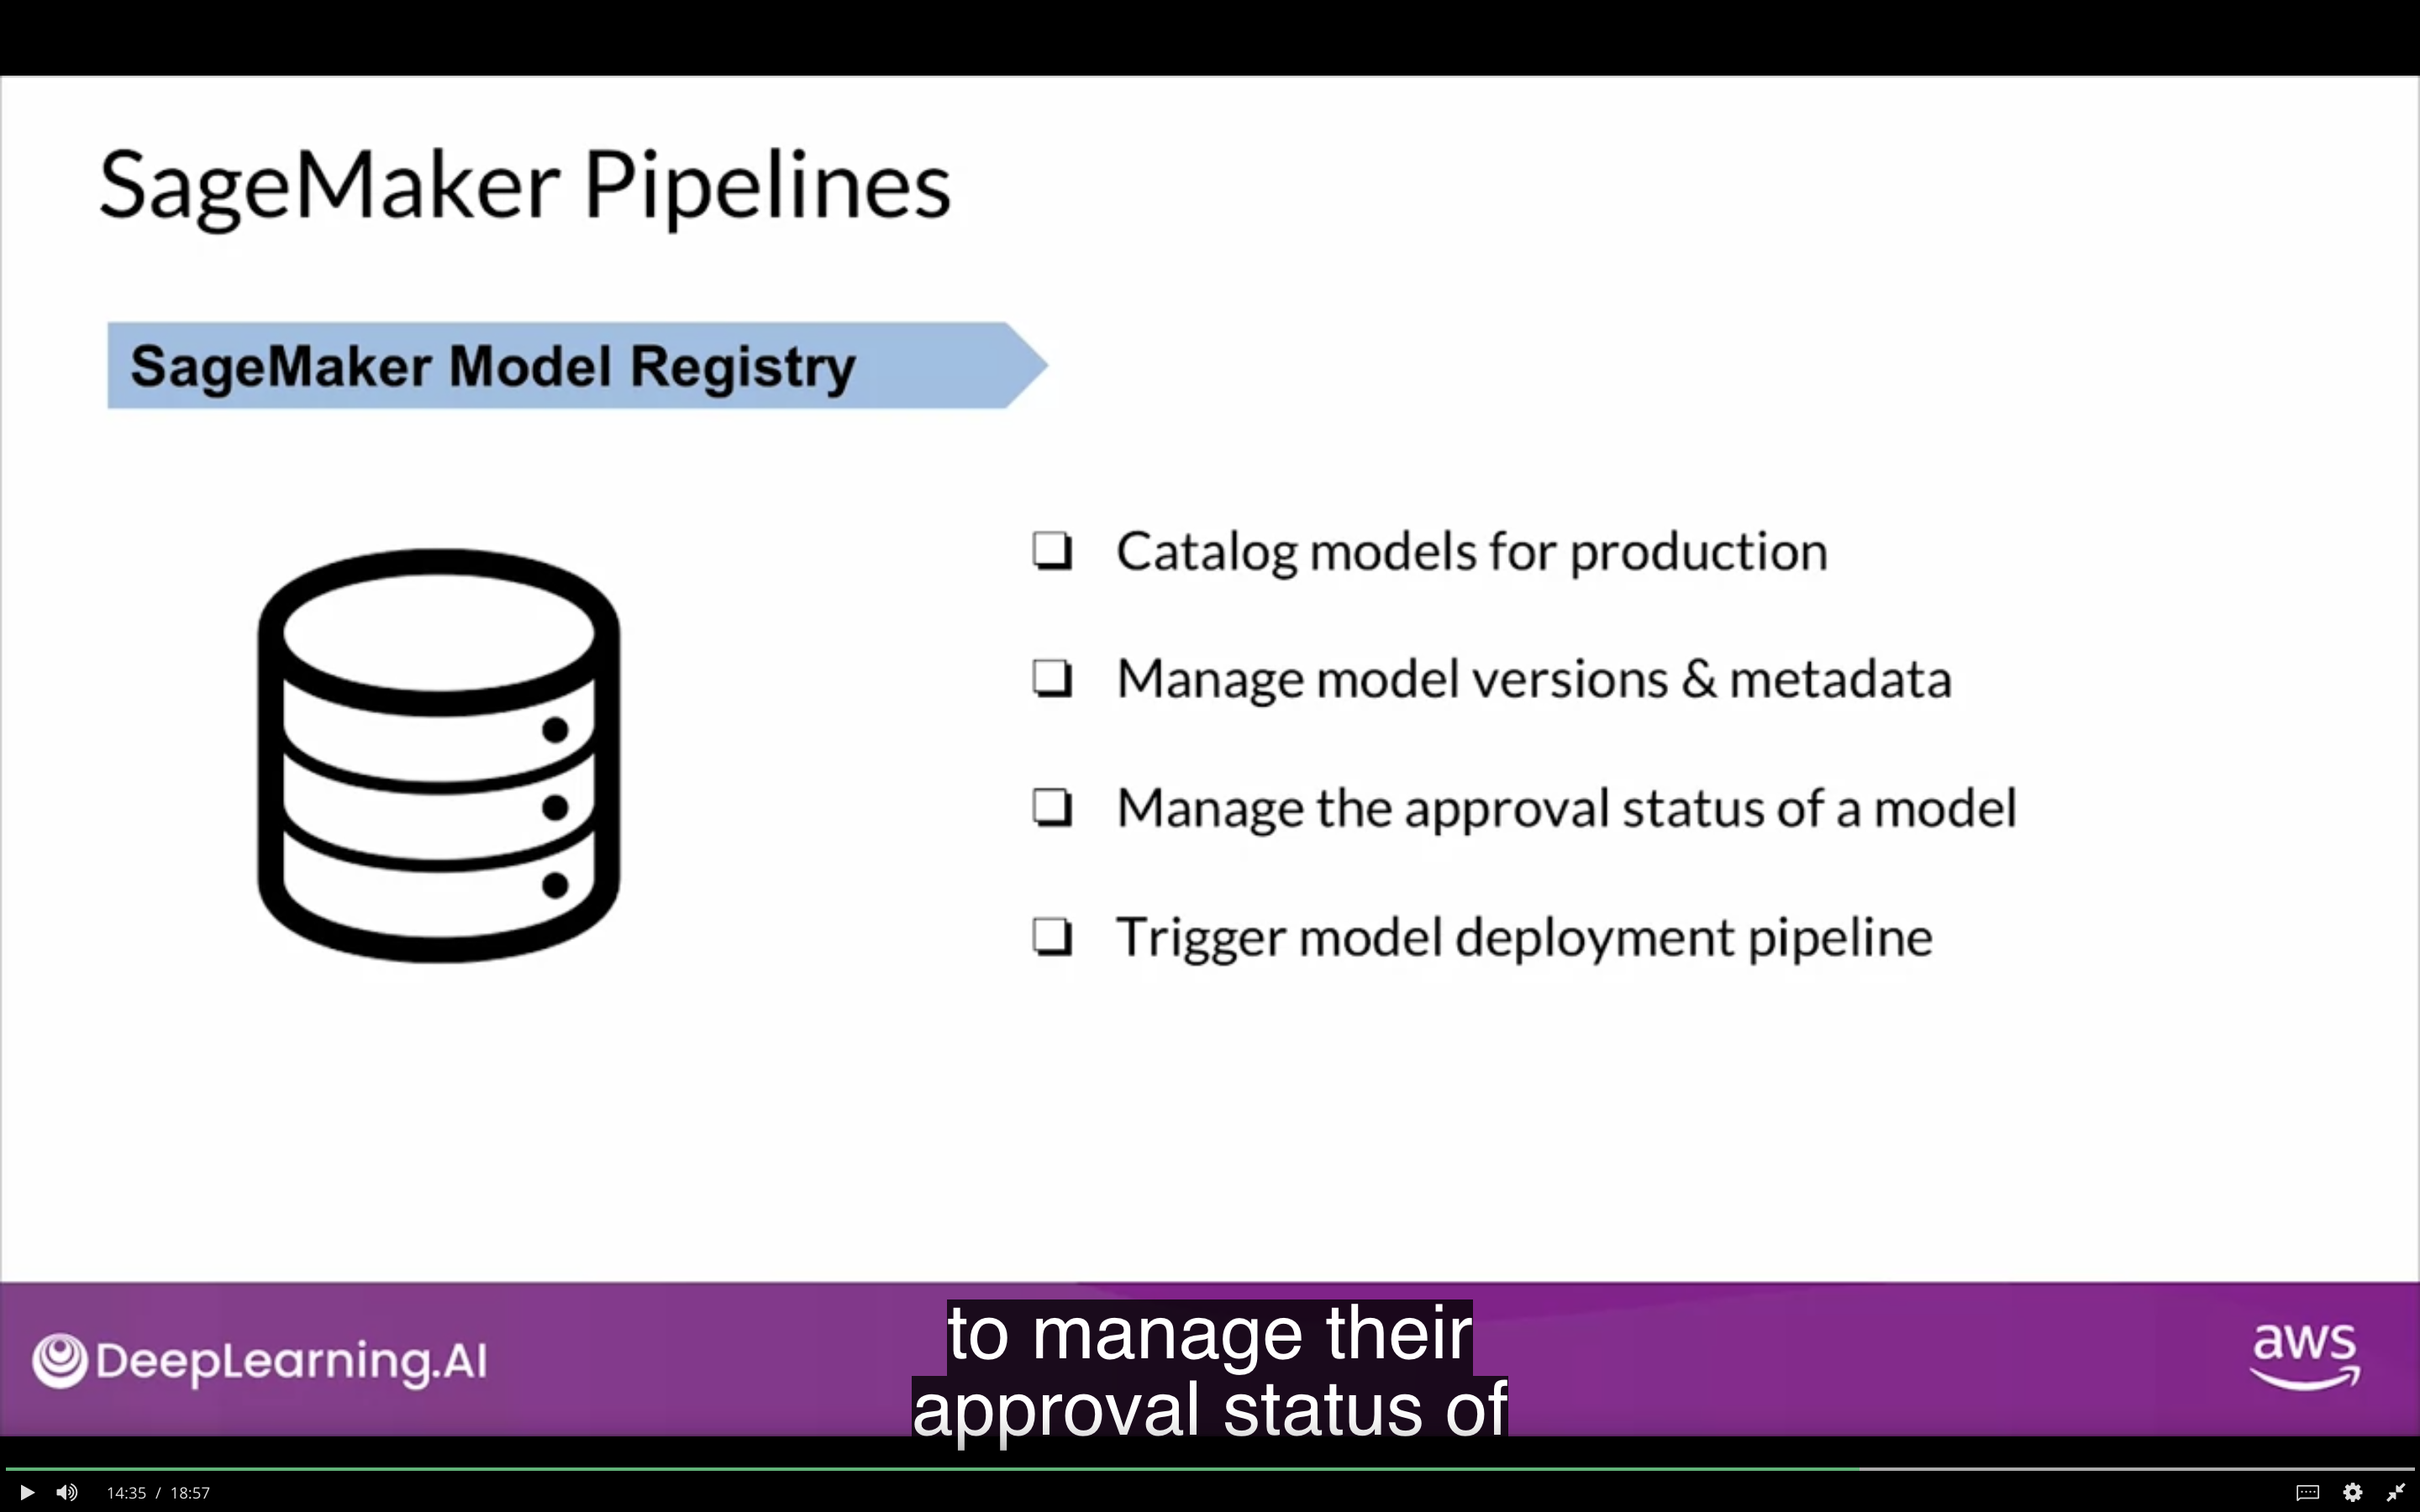 SageMaker Pipelines
SageMaker Model Registry
Catalog models for production
Manage model versions & metadata
Manage the approval status of a model
Trigger model deployment pipeline
DeepLearning.AI
to manage their
approval status of
aws
14:35 / 18:57